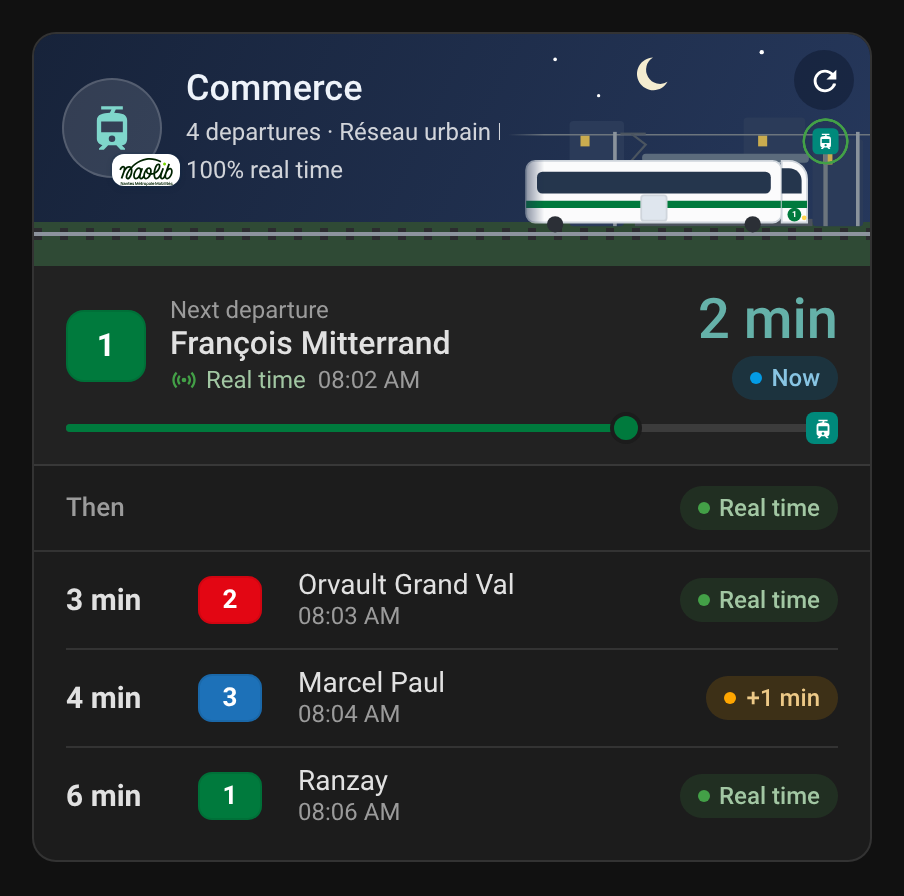 Commerce
4 departures · Réseau urbain
100% real time
naolib
1
Next departure
François Mitterrand
Real time 08:02 AM
2 min
Now
1
Then
Real time
3 min
2
Orvault Grand Val
08:03 AM
Real time
4 min
3
Marcel Paul
08:04 AM
+1 min
6 min
1
Ranzay
08:06 AM
Real time